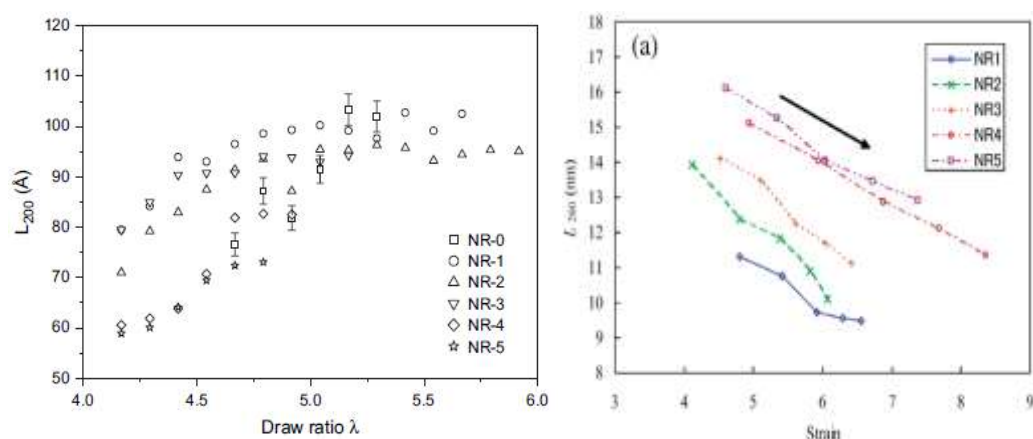 120
110
100
90
80
70
60
50
L200 (Å)
4.0 4.5 5.0 5.5 6.0
Draw ratio λ
NR-0
NR-1
NR-2
NR-3
NR-4
NR-5
(a)
18
17
16
15
14
13
12
11
10
9
8
L 260 (nm)
3 4 5 6 7 8 9
Strain
NR1
NR2
NR3
NR4
NR5